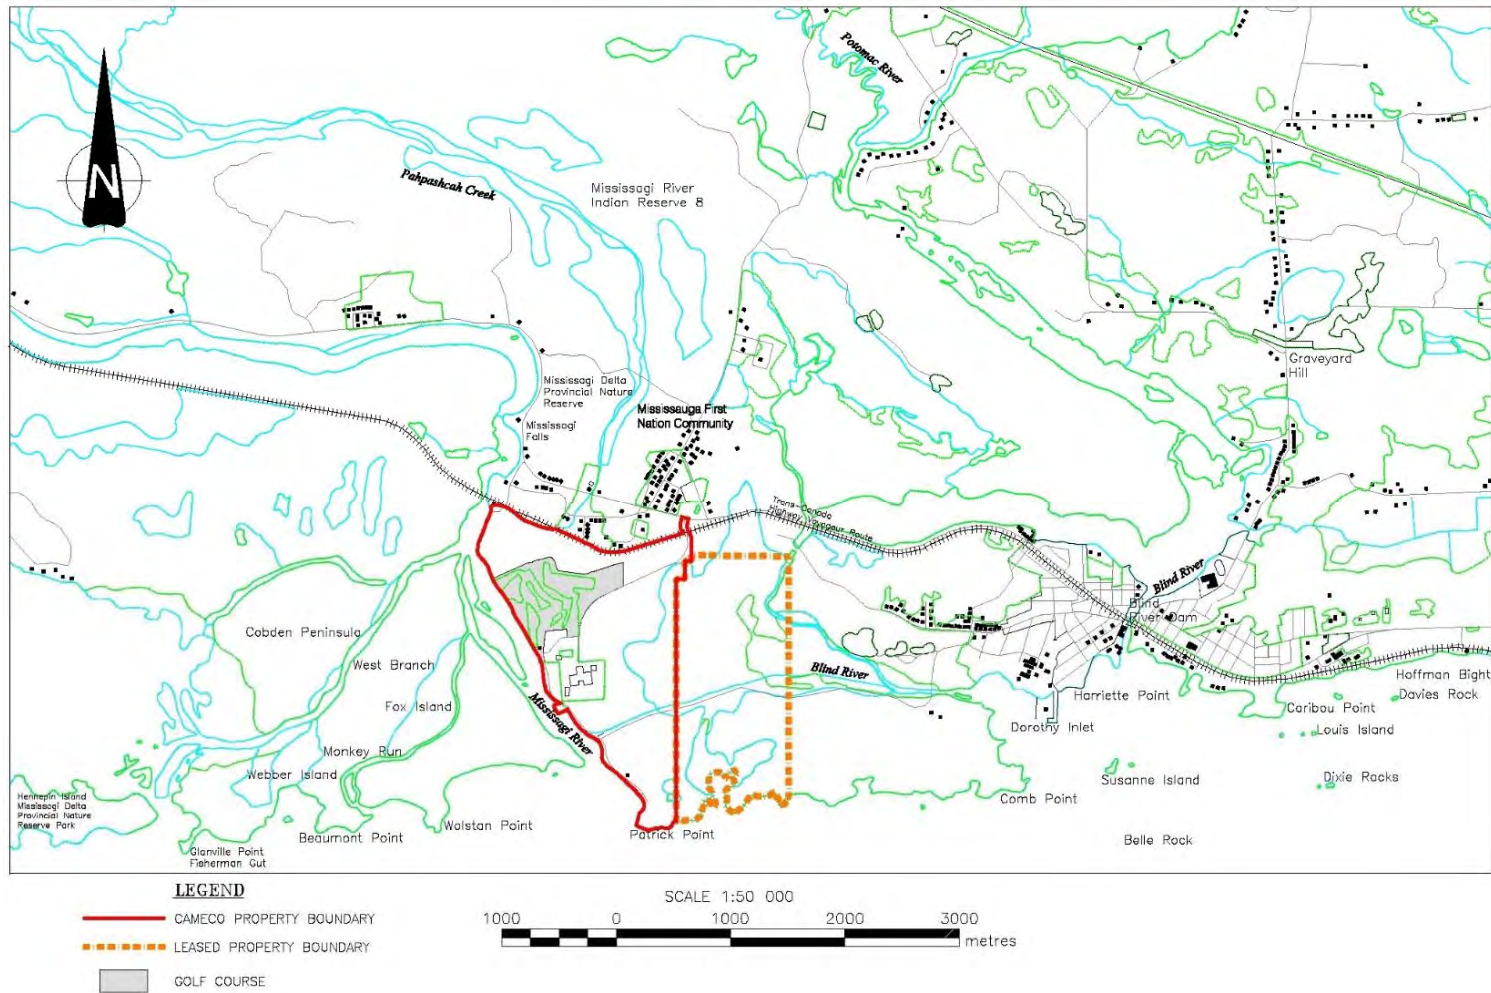 Potomac River
N
Pahpashcah Creek
Mississagi River
Indian Reserve 8
Graveyard
Hill
Mississagi Delta
Provincial Nature
Reserve
Mississauga First
Nation Community
Mississagi
Falls
Trans-Canada
Highway Voyageur Route
Blind River
Blind
River Dam
Cobden Peninsula
West Branch
Blind River
Hoffman Bight
Harriette Point
Davies Rock
Fox Island
Mississagi River
Caribou Point
Dorothy Inlet
Louis Island
Monkey Run
Webber Island
Susanne Island
Dixie Rocks
Hennepin Island
Mississagi Delta
Provincial Nature
Reserve Park
Comb Point
Wolstan Point
Beaumont Point
Patrick Point
Belle Rock
Glanville Point
Fisherman Gut
LEGEND
CAMECO PROPERTY BOUNDARY
LEASED PROPERTY BOUNDARY
GOLF COURSE
SCALE 1:50 000
1000 0 1000 2000 3000
metres